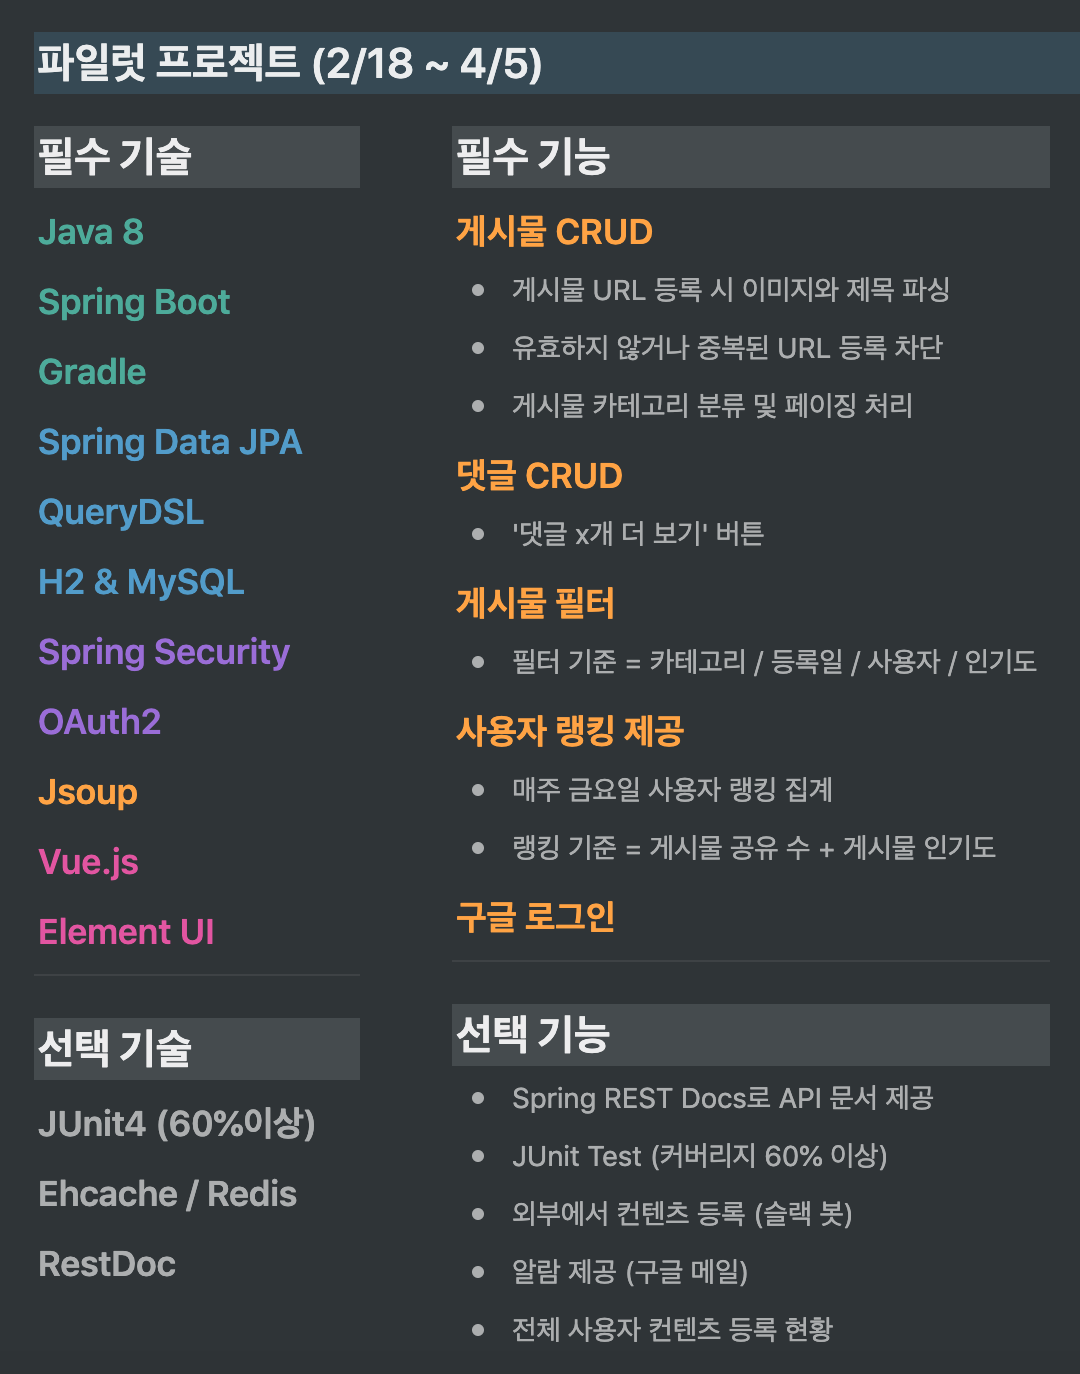 파일럿 프로젝트 (2/18 ~ 4/5)
필수 기술
Java 8
Spring Boot
Gradle
Spring Data JPA
QueryDSL
H2 & MySQL
Spring Security
OAuth2
Jsoup
Vue.js
Element UI
선택 기술
JUnit4 (60%이상)
Ehcache / Redis
RestDoc
필수 기능
게시물 CRUD
• 게시물 URL 등록 시 이미지와 제목 파싱
• 유효하지 않거나 중복된 URL 등록 차단
• 게시물 카테고리 분류 및 페이징 처리
댓글 CRUD
• '댓글 x개 더 보기' 버튼
게시물 필터
• 필터 기준 = 카테고리 / 등록일 / 사용자 / 인기도
사용자 랭킹 제공
• 매주 금요일 사용자 랭킹 집계
• 랭킹 기준 = 게시물 공유 수 + 게시물 인기도
구글 로그인
선택 기능
• Spring REST Docs로 API 문서 제공
• JUnit Test (커버리지 60% 이상)
• 외부에서 컨텐츠 등록 (슬랙 봇)
• 알람 제공 (구글 메일)
• 전체 사용자 컨텐츠 등록 현황